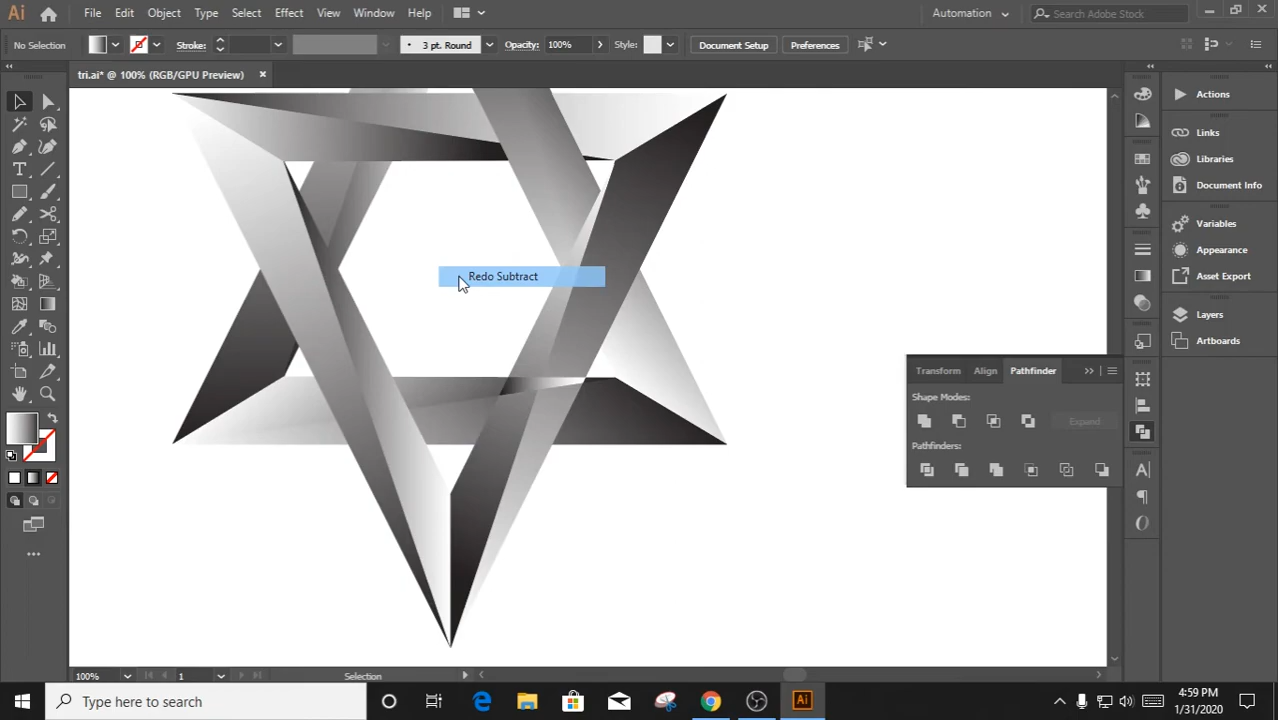 Ai File Edit Object Type Select Effect View Window Help Automation Search Adobe Stock
No Selection Stroke: 3 pt. Round Opacity: 100% Style: Document Setup Preferences
tri.ai* @ 100% (RGB/GPU Preview)
Actions
Links
Libraries
Document Info
Variables
Appearance
Asset Export
Layers
Artboards
Redo Subtract
Transform Align Pathfinder
Shape Modes:
Expand
Pathfinders:
100% 1 Selection
Type here to search
Ai
4:59 PM
1/31/2020